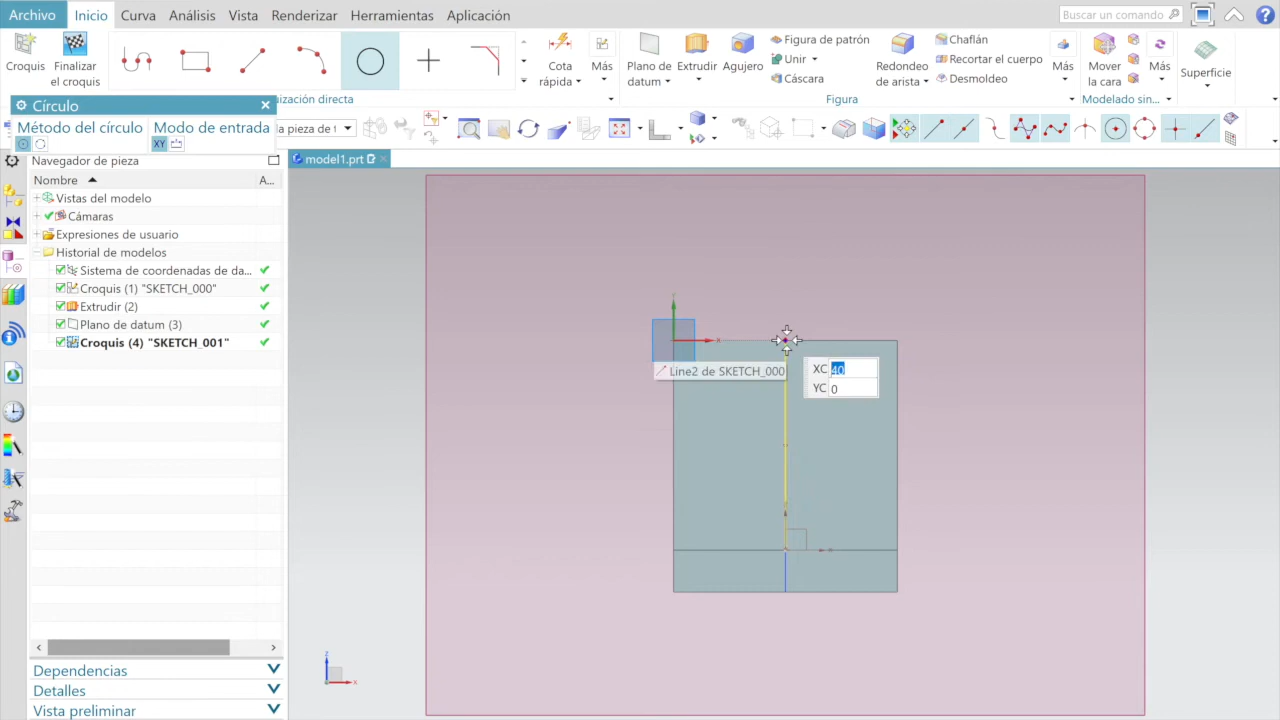 Archivo Inicio Curva Análisis Vista Renderizar Herramientas Aplicación Buscar un comando
Croquis
Finalizar
el croquis
Cota
rápida
Más
Plano de
datum
Extruir
Agujero
Figura de patrón
Unir
Cáscara
Redondeo
de arista
Chaflán
Recortar el cuerpo
Desmoldeo
Más
Mover
la cara
Más
Superficie
Círculo
ización directa
Figura
Modelado sin...
Método del círculo Modo de entrada
la pieza de t
XY
Navegador de pieza
model1.prt
Nombre A...
Vistas del modelo
Cámaras
Expresiones de usuario
Historial de modelos
Sistema de coordenadas de da...
Croquis (1) "SKETCH_000"
Extrudir (2)
Plano de datum (3)
Croquis (4) "SKETCH_001"
Y
X
Line2 de SKETCH_000
XC 40
YC 0
Z
X
Dependencias
Detalles
Vista preliminar